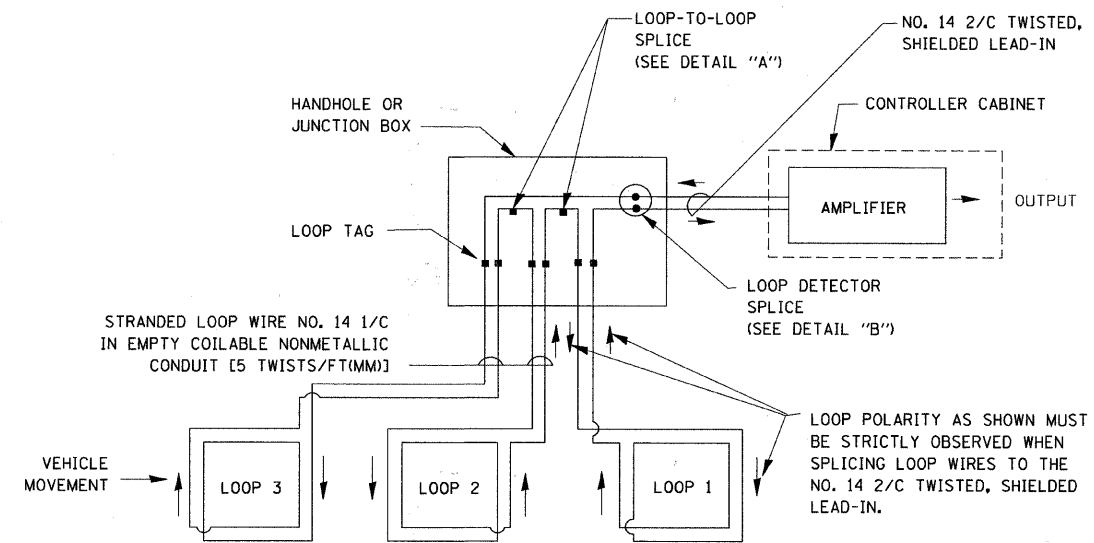 LOOP-TO-LOOP
SPLICE
(SEE DETAIL "A")
NO. 14 2/C TWISTED,
SHIELDED LEAD-IN
HANDHOLE OR
JUNCTION BOX
CONTROLLER CABINET
AMPLIFIER
OUTPUT
LOOP TAG
LOOP DETECTOR
SPLICE
(SEE DETAIL "B")
STRANDED LOOP WIRE NO. 14 1/C
IN EMPTY COILABLE NONMETALLIC
CONDUIT [5 TWISTS/FT(MM)]
LOOP POLARITY AS SHOWN MUST
BE STRICTLY OBSERVED WHEN
SPLICING LOOP WIRES TO THE
NO. 14 2/C TWISTED, SHIELDED
LEAD-IN.
VEHICLE
MOVEMENT
LOOP 3
LOOP 2
LOOP 1